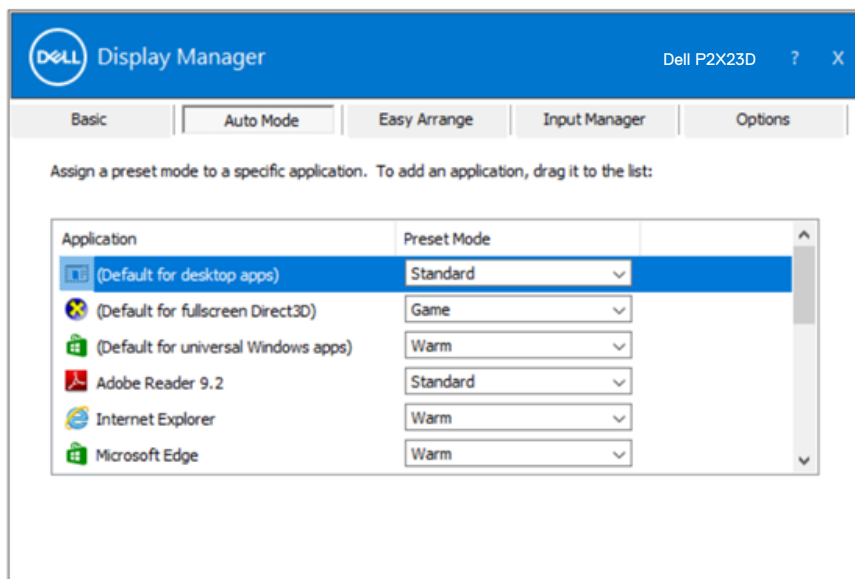 DELL Display Manager Dell P2X23D ? X
Basic Auto Mode Easy Arrange Input Manager Options
Assign a preset mode to a specific application. To add an application, drag it to the list:
Application Preset Mode
(Default for desktop apps) Standard
(Default for fullscreen Direct3D) Game
(Default for universal Windows apps) Warm
Adobe Reader 9.2 Standard
Internet Explorer Warm
Microsoft Edge Warm